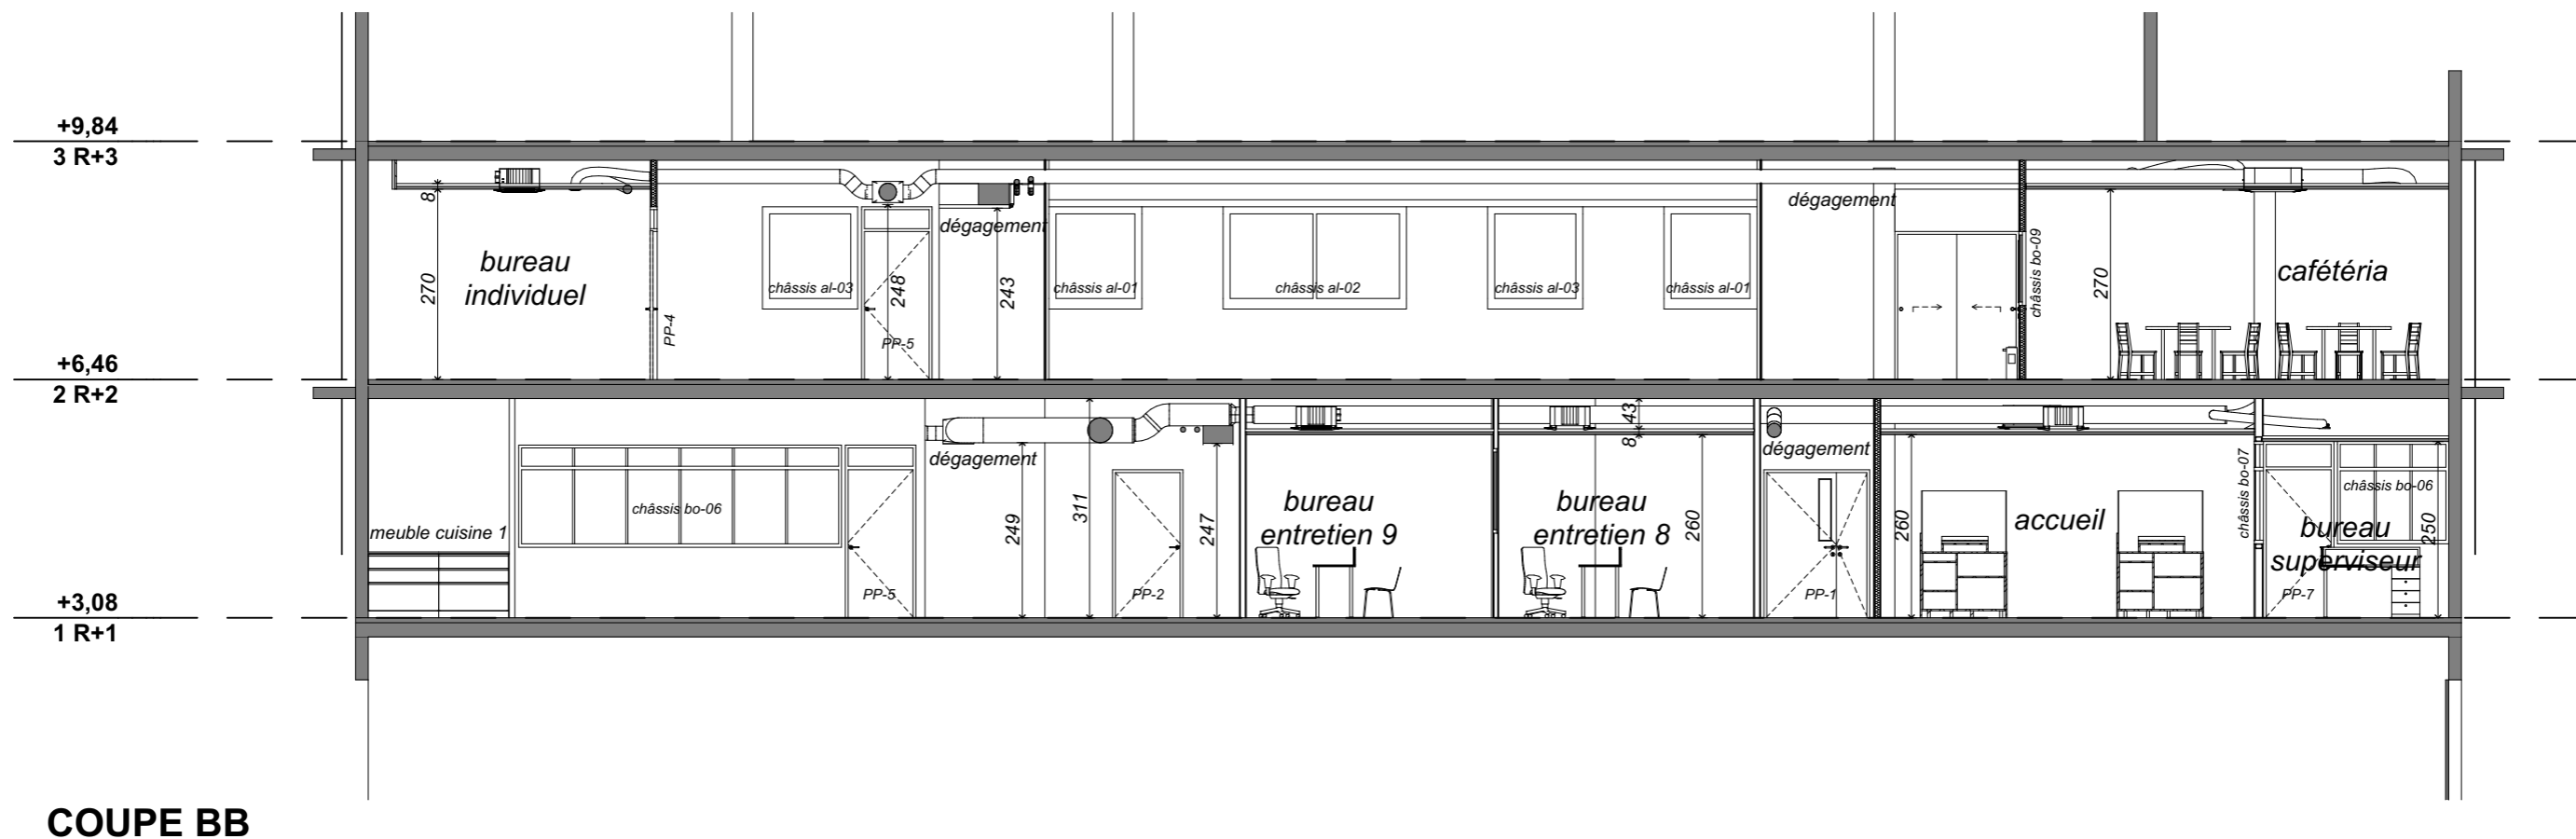 +9,84
3 R+3
8
270
bureau
individuel
PP-4
châssis al-03
248
PP-5
dégagement
243
châssis al-01
châssis al-02
châssis al-03
châssis al-01
dégagement
châssis bo-09
270
cafétéria
+6,46
2 R+2
meuble cuisine 1
châssis bo-06
PP-5
dégagement
249
311
PP-2
247
bureau
entretien 9
bureau
entretien 8
43
8
260
dégagement
PP-1
260
accueil
châssis bo-07
châssis bo-06
bureau
superviseur
250
PP-7
+3,08
1 R+1
COUPE BB